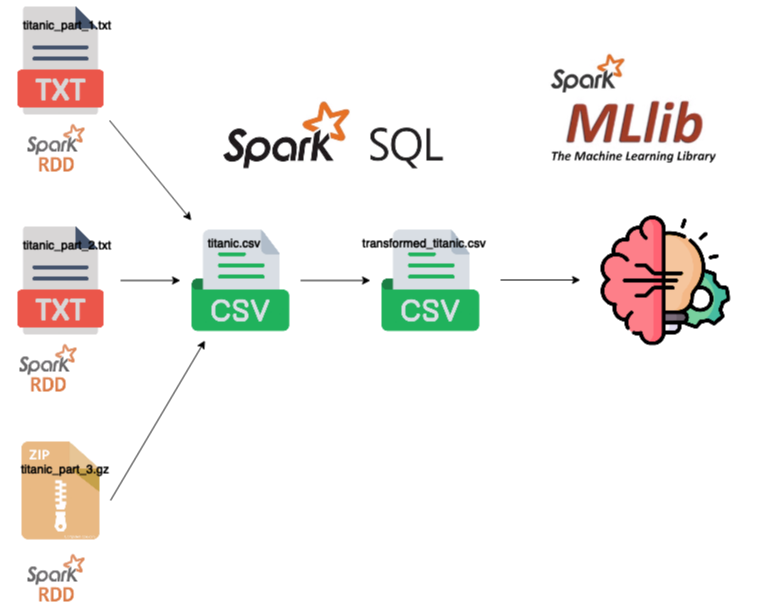 titanic_part_1.txt
TXT
Spark
RDD
titanic_part_2.txt
TXT
Spark
RDD
ZIP
titanic_part_3.gz
Spark
RDD
Spark SQL
titanic.csv
CSV
transformed_titanic.csv
CSV
Spark
MLlib
The Machine Learning Library